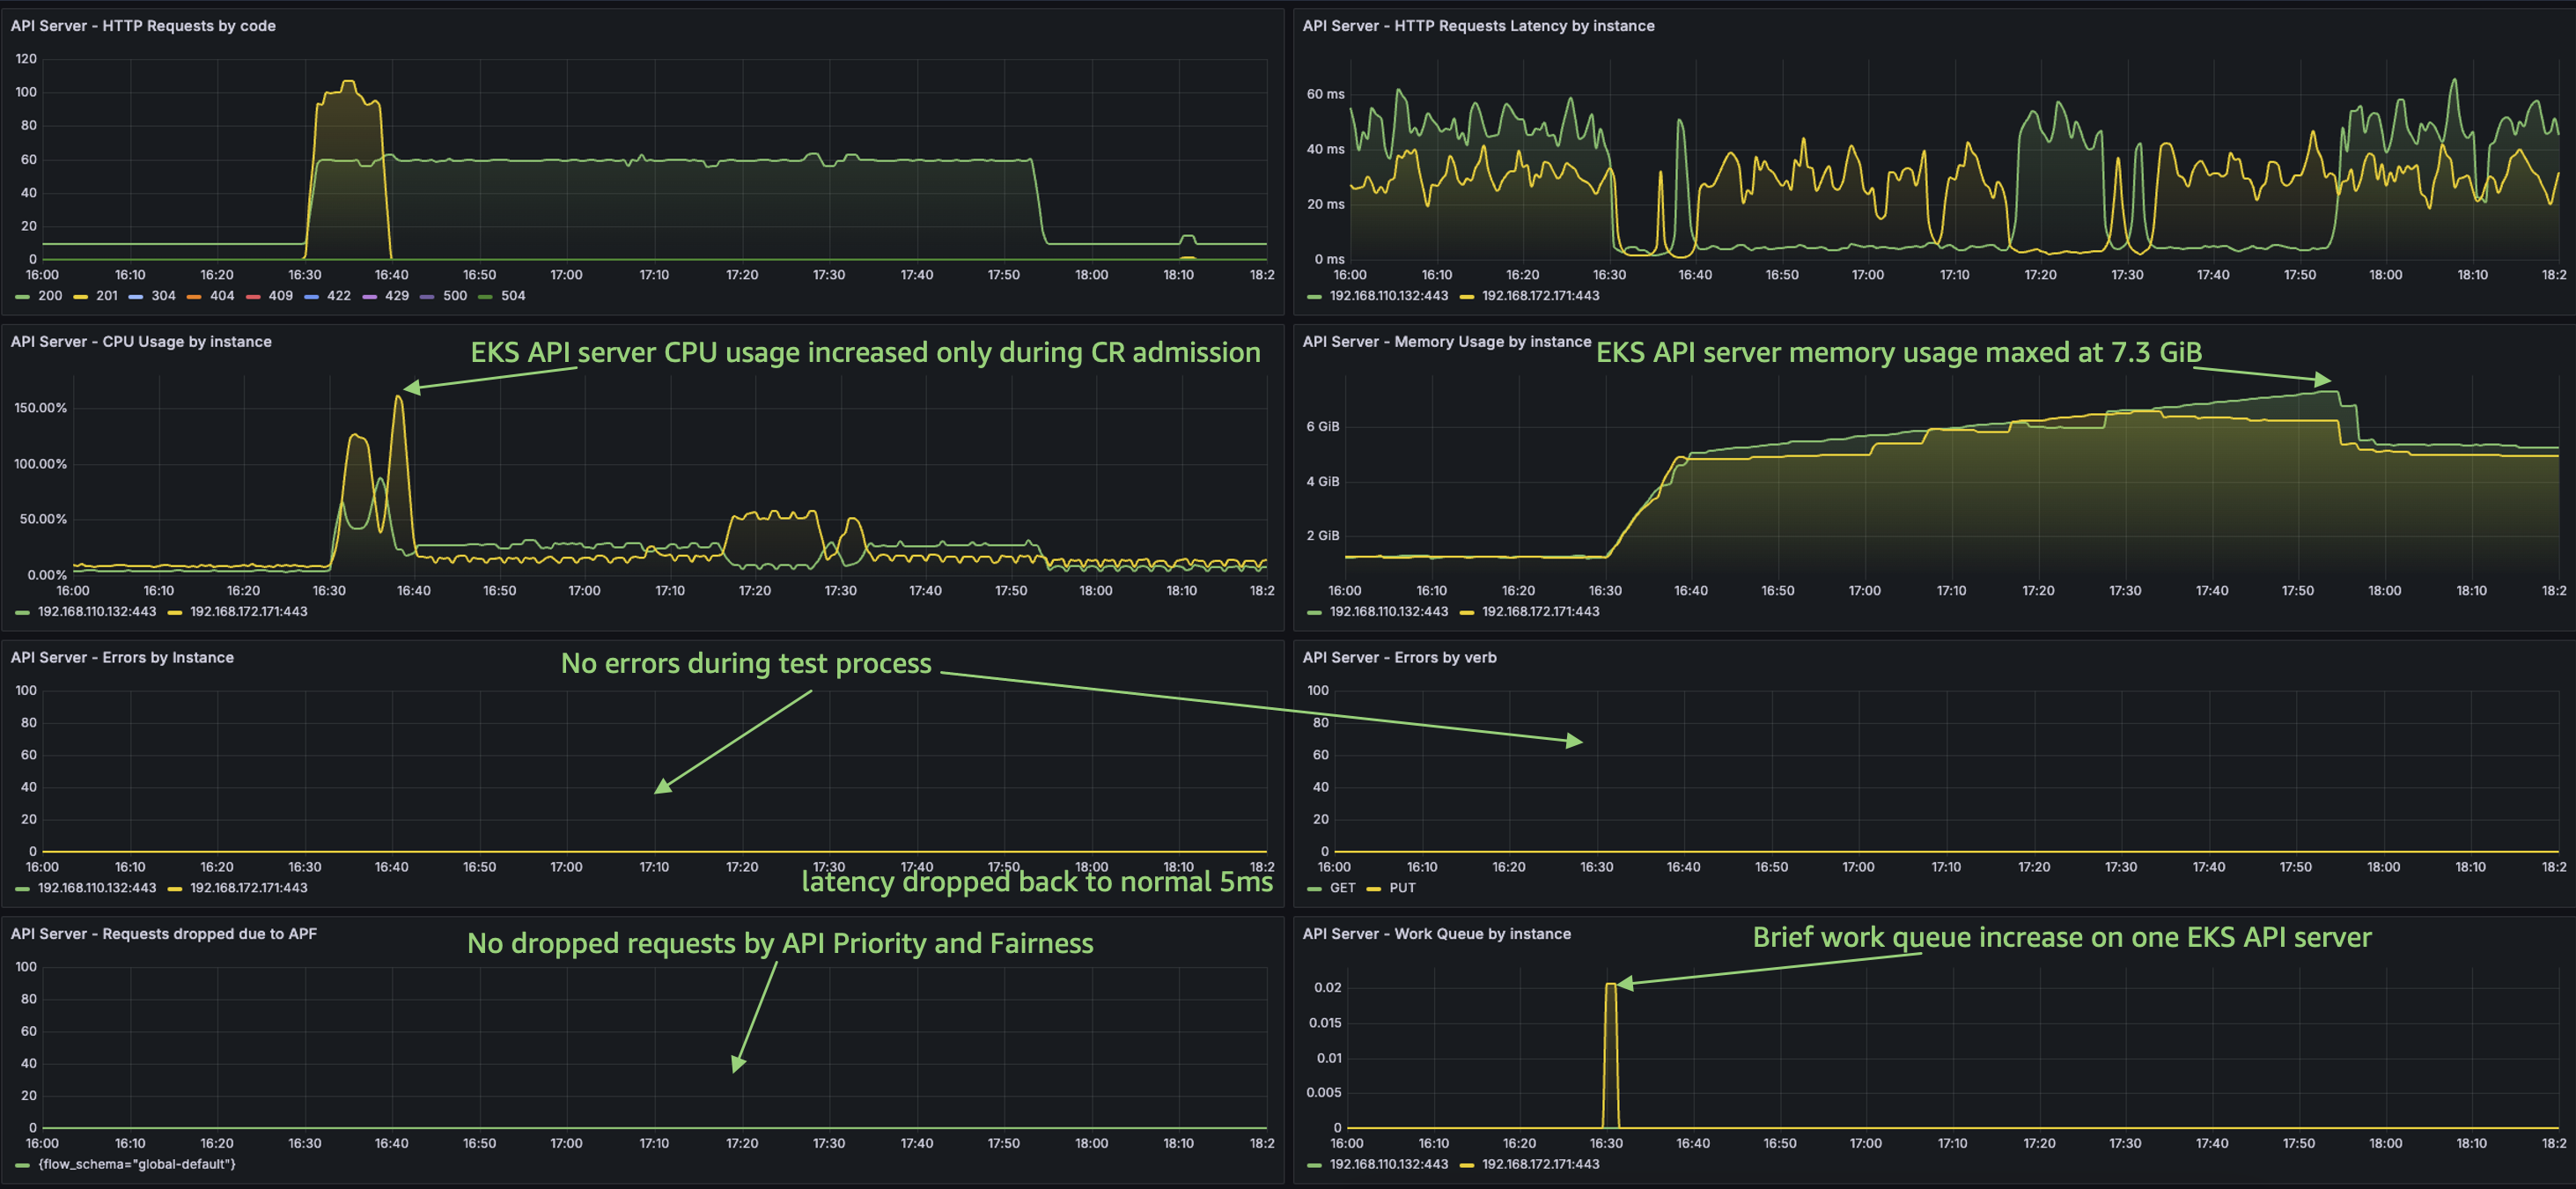 API Server - HTTP Requests by code
120
100
80
60
40
20
0
16:00 16:10 16:20 16:30 16:40 16:50 17:00 17:10 17:20 17:30 17:40 17:50 18:00 18:10 18:2
200 201 304 404 409 422 429 500 504
API Server - HTTP Requests Latency by instance
60 ms
40 ms
20 ms
0 ms
16:00 16:10 16:20 16:30 16:40 16:50 17:00 17:10 17:20 17:30 17:40 17:50 18:00 18:10 18:2
192.168.110.132:443 192.168.172.171:443
API Server - CPU Usage by instance
EKS API server CPU usage increased only during CR admission
150.00%
100.00%
50.00%
0.00%
16:00 16:10 16:20 16:30 16:40 16:50 17:00 17:10 17:20 17:30 17:40 17:50 18:00 18:10 18:2
192.168.110.132:443 192.168.172.171:443
API Server - Memory Usage by instance
EKS API server memory usage maxed at 7.3 GiB
6 GiB
4 GiB
2 GiB
16:00 16:10 16:20 16:30 16:40 16:50 17:00 17:10 17:20 17:30 17:40 17:50 18:00 18:10 18:2
192.168.110.132:443 192.168.172.171:443
API Server - Errors by Instance
No errors during test process
100
80
60
40
20
0
16:00 16:10 16:20 16:30 16:40 16:50 17:00 17:10 17:20 17:30 17:40 17:50 18:00 18:10 18:2
latency dropped back to normal 5ms
192.168.110.132:443 192.168.172.171:443
API Server - Errors by verb
100
80
60
40
20
0
16:00 16:10 16:20 16:30 16:40 16:50 17:00 17:10 17:20 17:30 17:40 17:50 18:00 18:10 18:2
GET PUT
API Server - Requests dropped due to APF
No dropped requests by API Priority and Fairness
100
80
60
40
20
0
16:00 16:10 16:20 16:30 16:40 16:50 17:00 17:10 17:20 17:30 17:40 17:50 18:00 18:10 18:2
{flow_schema="global-default"}
API Server - Work Queue by instance
Brief work queue increase on one EKS API server
0.02
0.015
0.01
0.005
0
16:00 16:10 16:20 16:30 16:40 16:50 17:00 17:10 17:20 17:30 17:40 17:50 18:00 18:10 18:2
192.168.110.132:443 192.168.172.171:443